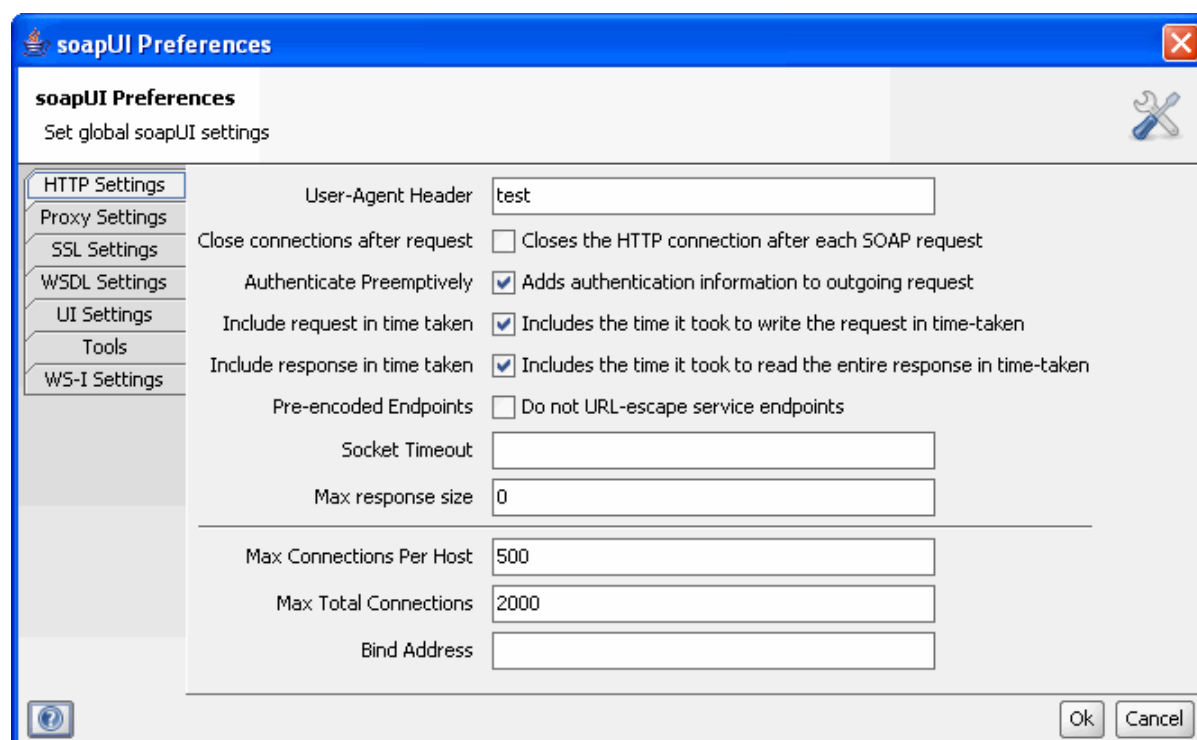 soapUI Preferences
soapUI Preferences
Set global soapUI settings
HTTP Settings
Proxy Settings
SSL Settings
WSDL Settings
UI Settings
Tools
WS-I Settings
User-Agent Header test
Close connections after request Closes the HTTP connection after each SOAP request
Authenticate Preemptively Adds authentication information to outgoing request
Include request in time taken Includes the time it took to write the request in time-taken
Include response in time taken Includes the time it took to read the entire response in time-taken
Pre-encoded Endpoints Do not URL-escape service endpoints
Socket Timeout
Max response size 0
Max Connections Per Host 500
Max Total Connections 2000
Bind Address
Ok Cancel